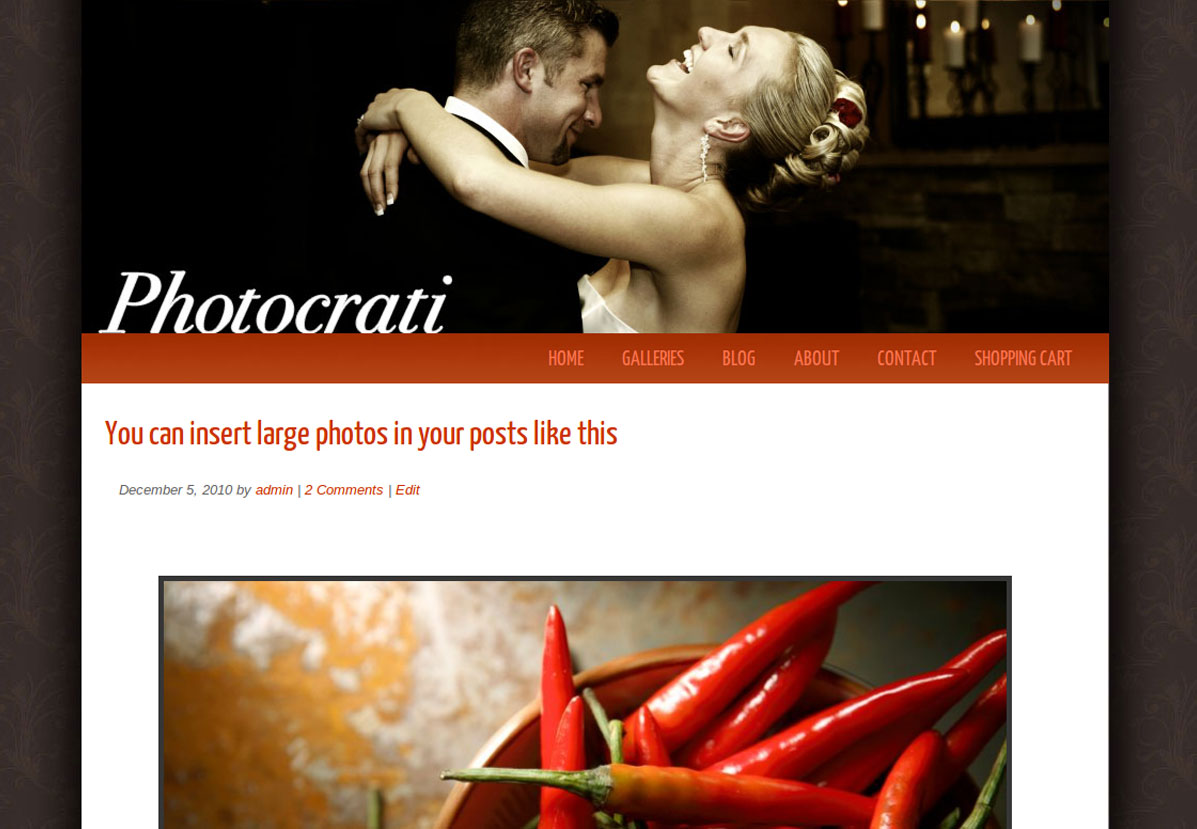 Photocrati
HOME GALLERIES BLOG ABOUT CONTACT SHOPPING CART
You can insert large photos in your posts like this
December 5, 2010 by admin | 2 Comments | Edit